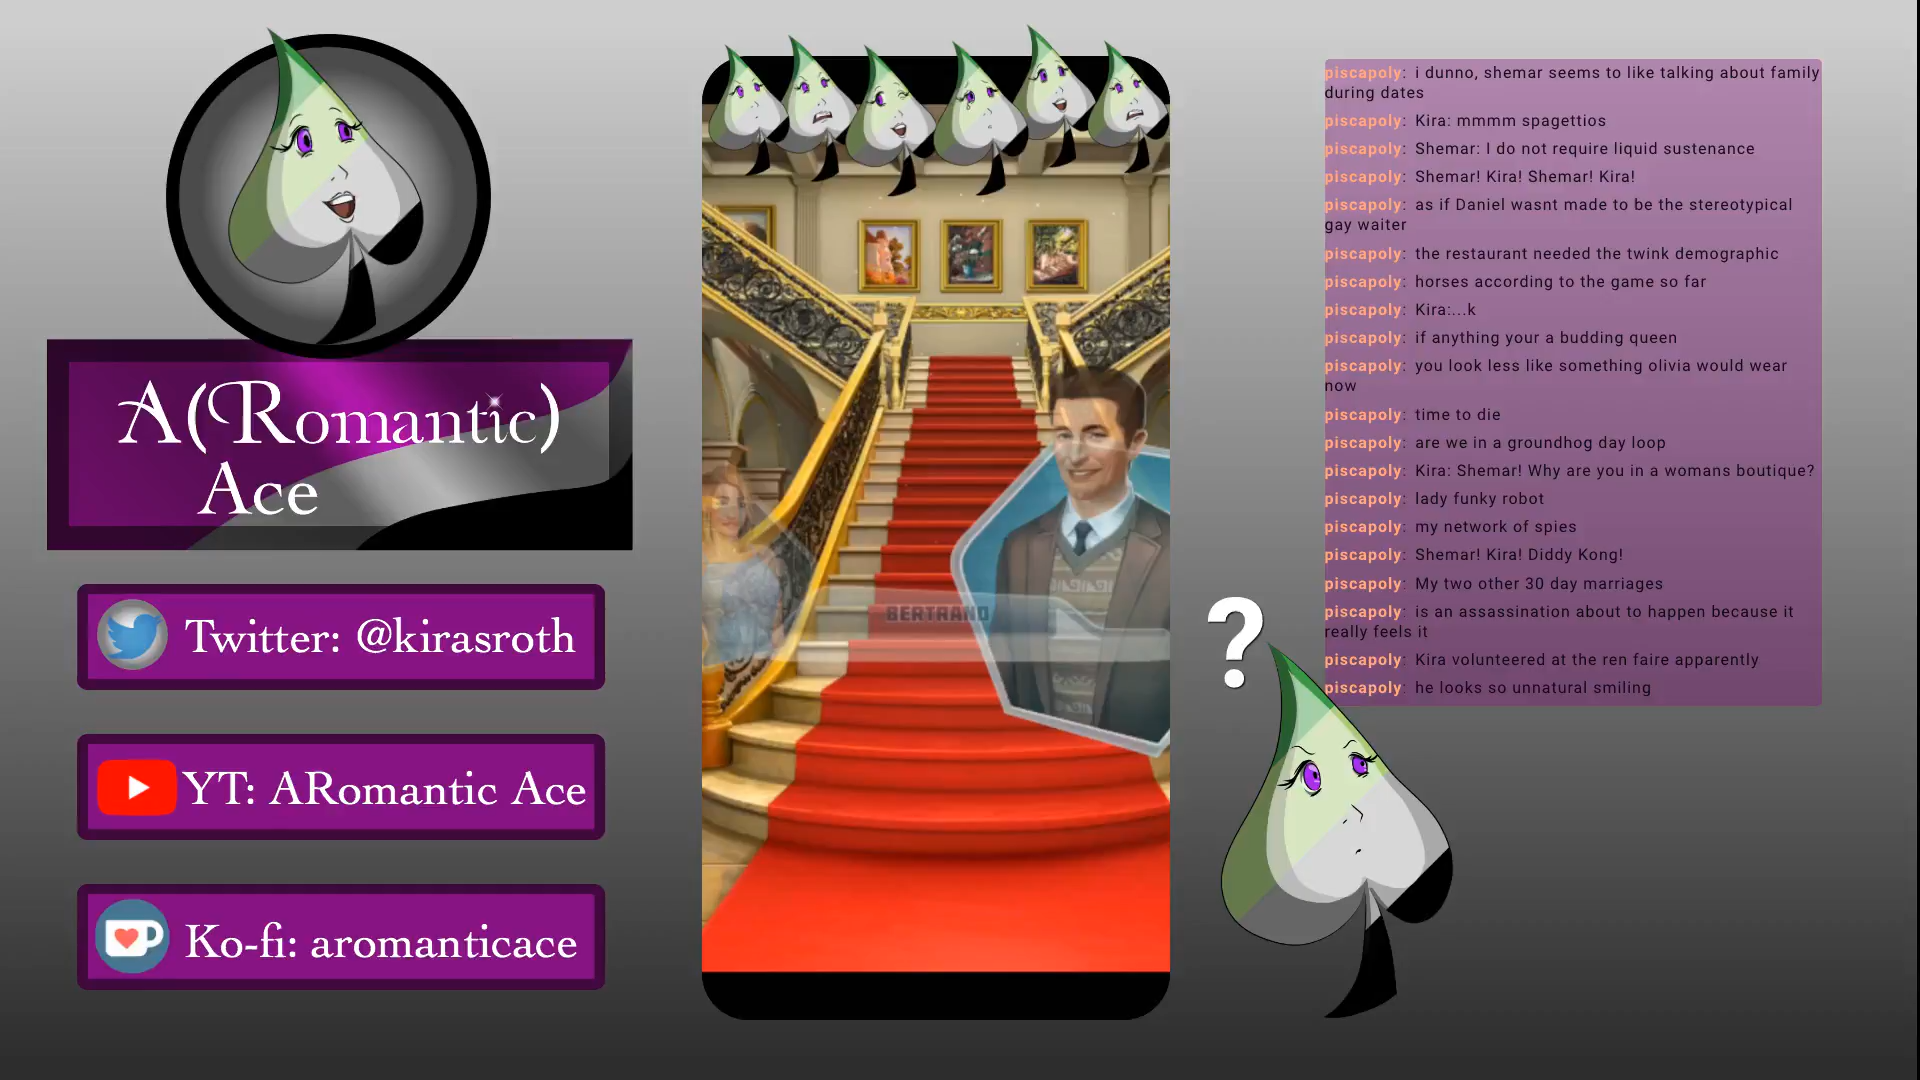 A(Romantic)
Ace
Twitter: @kirasroth
YT: ARomantic Ace
Ko-fi: aromanticace
BERTRAND
?
piscapoly: i dunno, shemar seems to like talking about family
during dates
piscapoly: Kira: mmmm spagettios
piscapoly: Shemar: I do not require liquid sustenance
piscapoly: Shemar! Kira! Shemar! Kira!
piscapoly: as if Daniel wasnt made to be the stereotypical
gay waiter
piscapoly: the restaurant needed the twink demographic
piscapoly: horses according to the game so far
piscapoly: Kira:...k
piscapoly: if anything your a budding queen
piscapoly: you look less like something olivia would wear
now
piscapoly: time to die
piscapoly: are we in a groundhog day loop
piscapoly: Kira: Shemar! Why are you in a womans boutique?
piscapoly: lady funky robot
piscapoly: my network of spies
piscapoly: Shemar! Kira! Diddy Kong!
piscapoly: My two other 30 day marriages
piscapoly: is an assassination about to happen because it
really feels it
piscapoly: Kira volunteered at the ren faire apparently
piscapoly: he looks so unnatural smiling